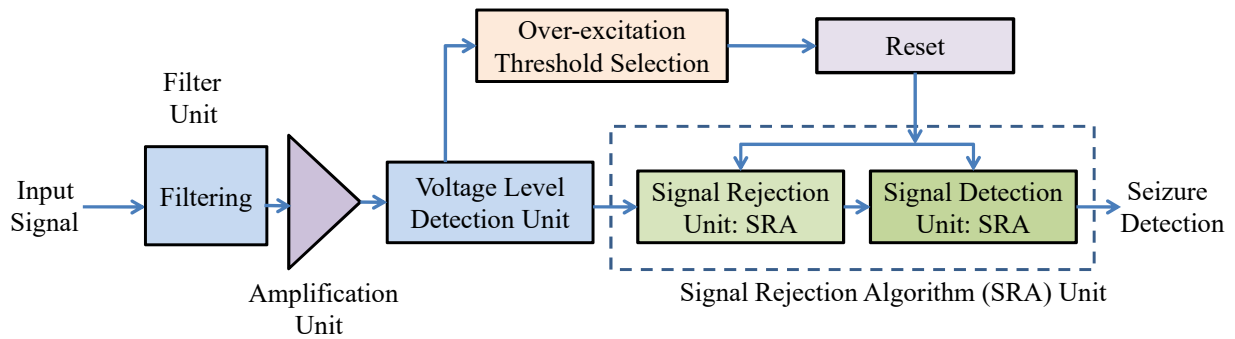 Over-excitation
Threshold Selection
Reset
Filter
Unit
Input
Signal
Filtering
Voltage Level
Detection Unit
Signal Rejection
Unit: SRA
Signal Detection
Unit: SRA
Seizure
Detection
Amplification
Unit
Signal Rejection Algorithm (SRA) Unit